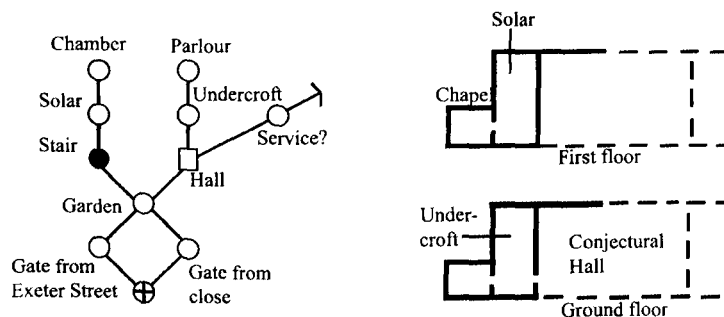 Chamber
Parlour
Solar
Undercroft
Stair
Service?
Hall
Garden
Gate from
Exeter Street
Gate from
close
Solar
Chapel
First floor
Under-
croft
Conjectural
Hall
Ground floor